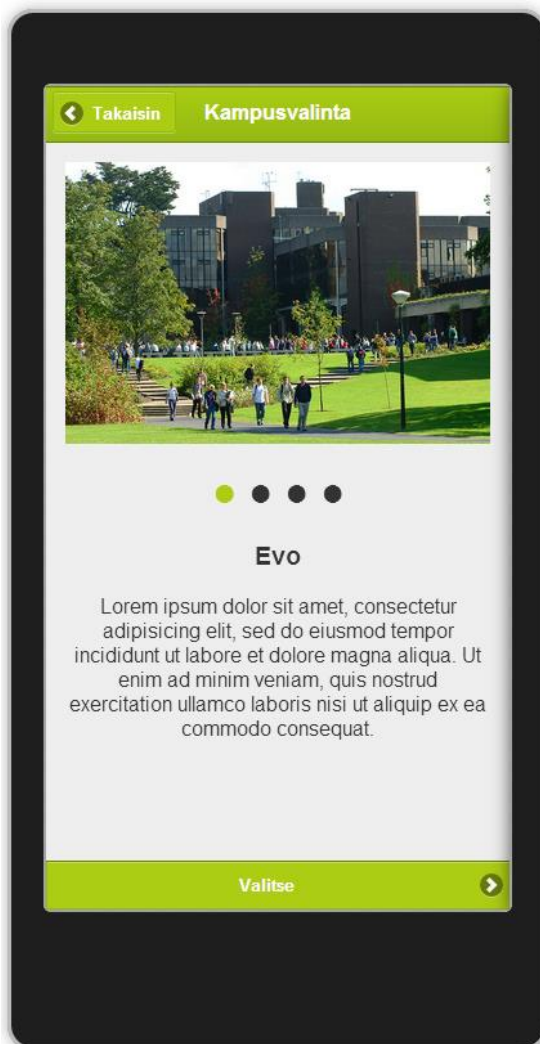 Takaisin
Kampusvalinta
Evo
Lorem ipsum dolor sit amet, consectetur
adipisicing elit, sed do eiusmod tempor
incididunt ut labore et dolore magna aliqua. Ut
enim ad minim veniam, quis nostrud
exercitation ullamco laboris nisi ut aliquip ex ea
commodo consequat.
Valitse